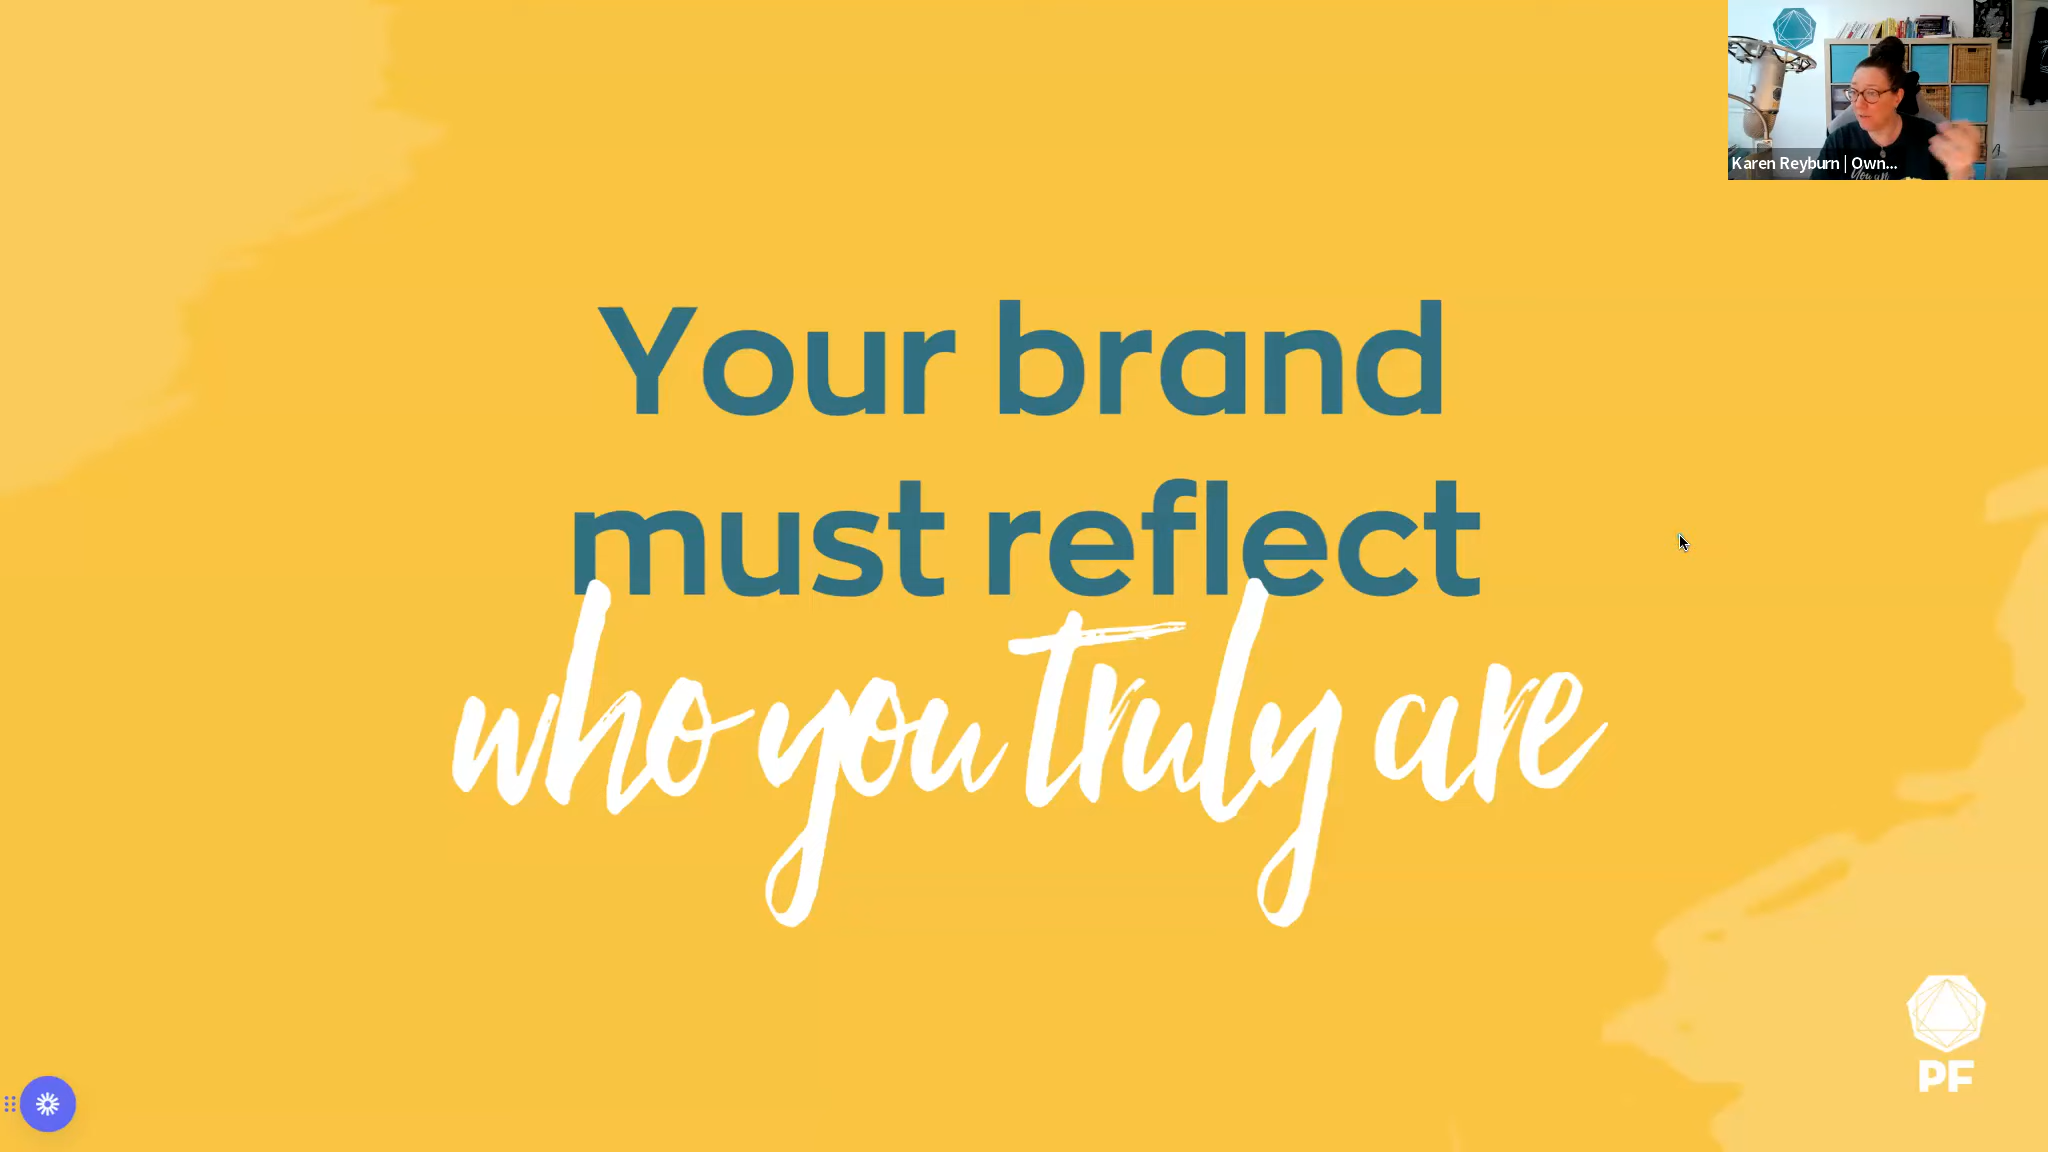 Karen Reyburn | Own...
Your brand
must reflect
who you truly are
PF